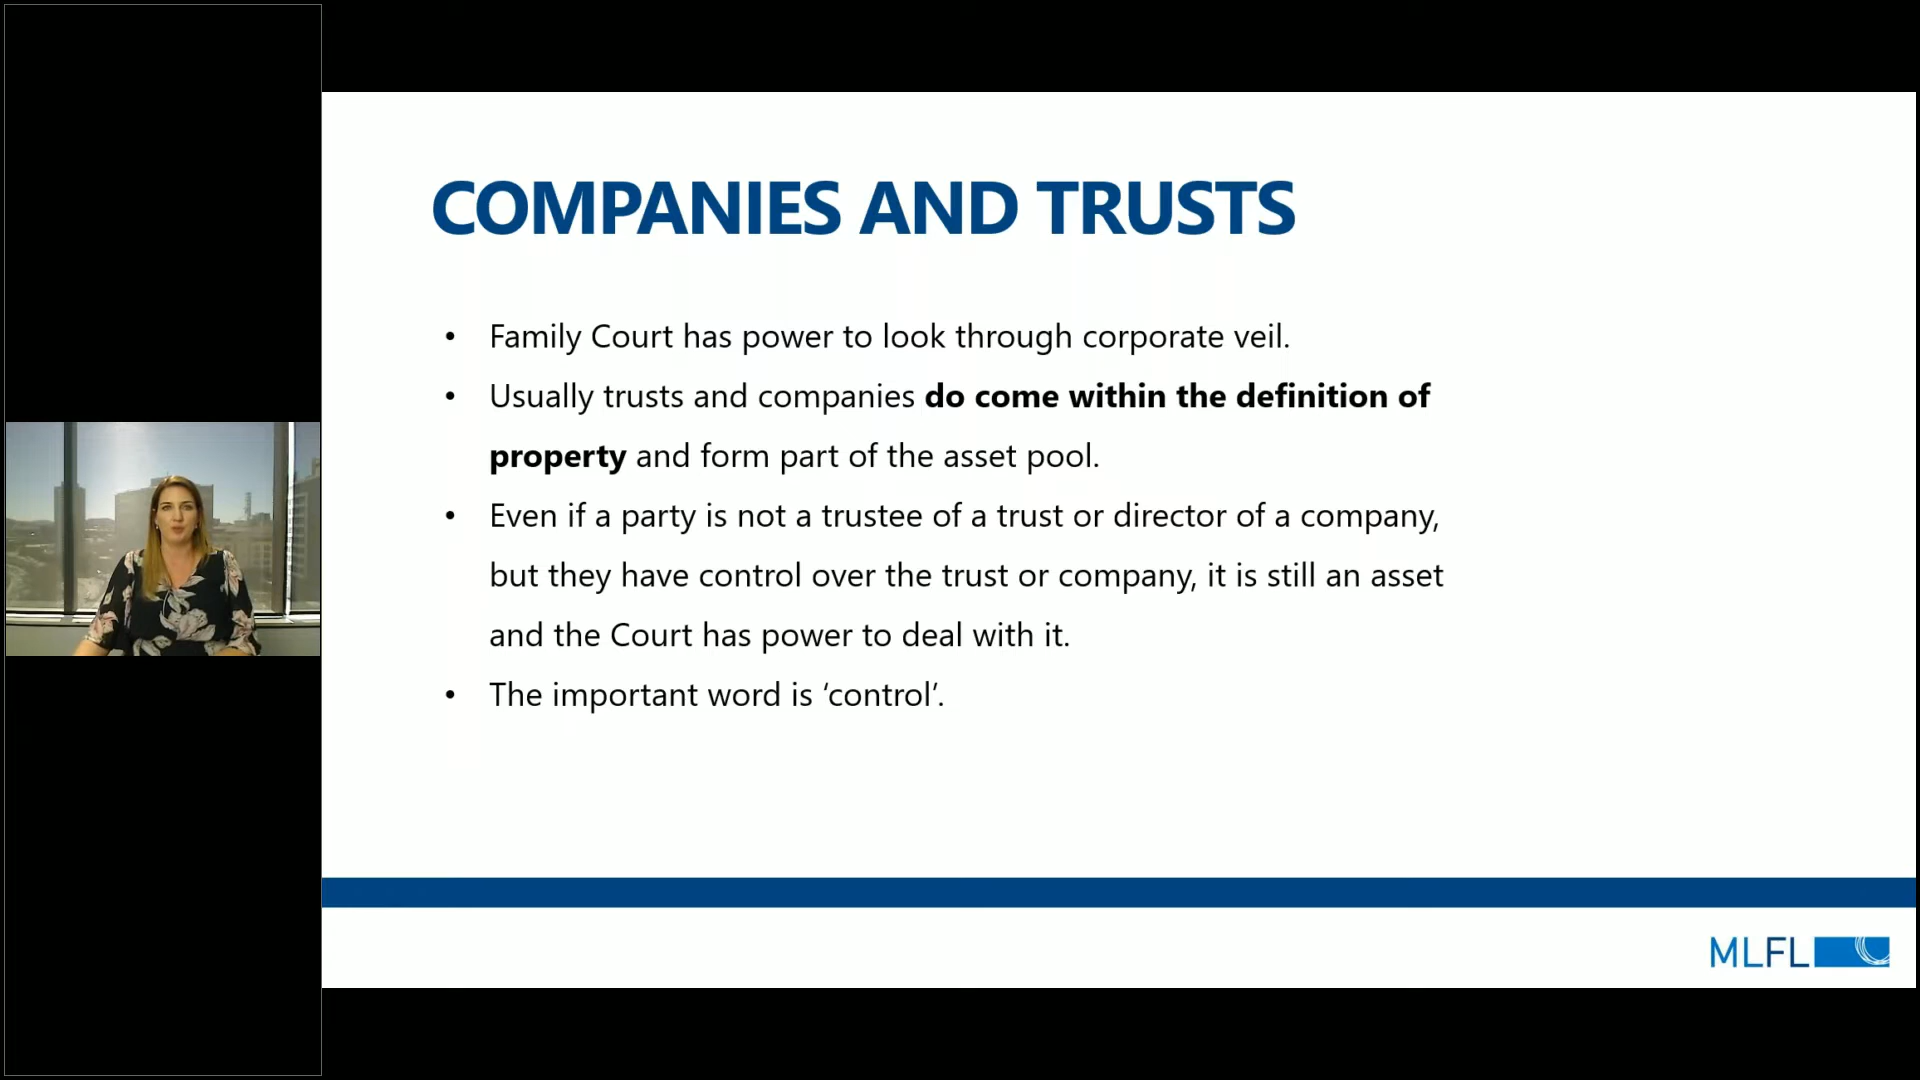 COMPANIES AND TRUSTS
• Family Court has power to look through corporate veil.
• Usually trusts and companies do come within the definition of
property and form part of the asset pool.
• Even if a party is not a trustee of a trust or director of a company,
but they have control over the trust or company, it is still an asset
and the Court has power to deal with it.
• The important word is ‘control’.
MLFL